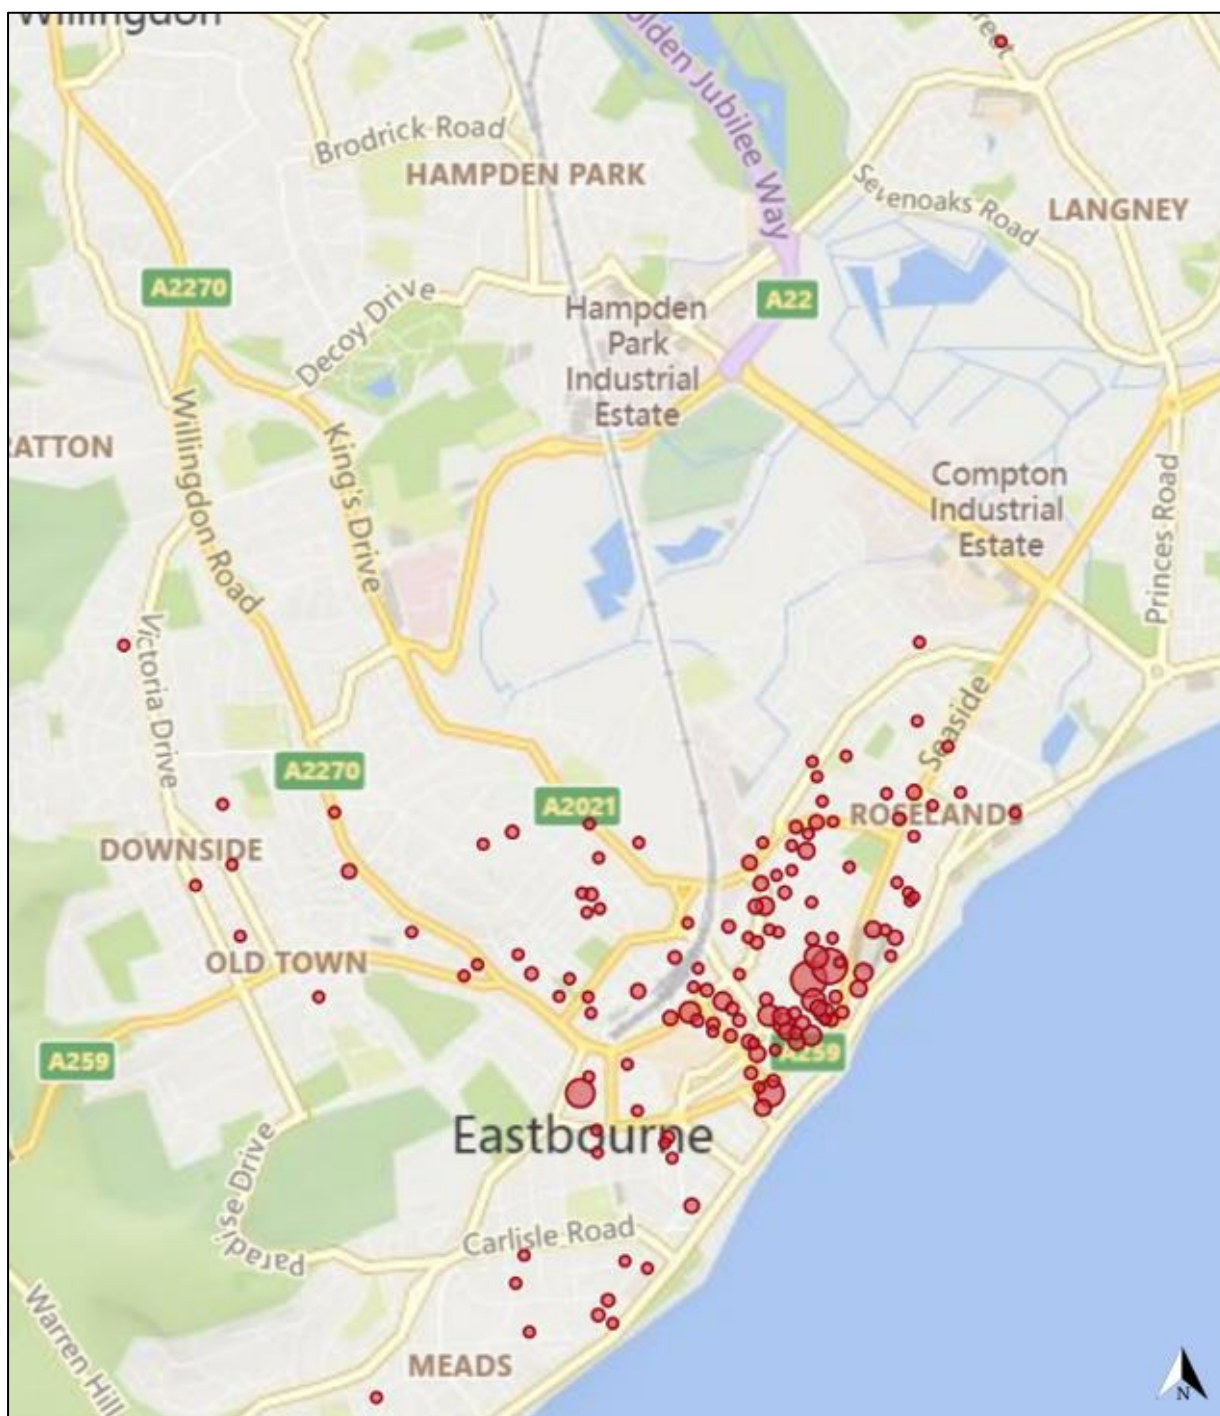 Willingdon
Street
Golden Jubilee Way
Brodrick Road
HAMPDEN PARK
Sevenoaks Road
LANGNEY
A2270
Decoy Drive
A22
Hampden
Park
Industrial
Estate
RATTON
Willingdon Road
King's Drive
Compton
Industrial
Estate
Princes Road
Victoria Drive
Seaside
A2270
A2021
ROSELANDS
DOWNSIDE
OLD TOWN
A259
A259
Eastbourne
Paradise Drive
Carlisle Road
Warren Hill
MEADS
N